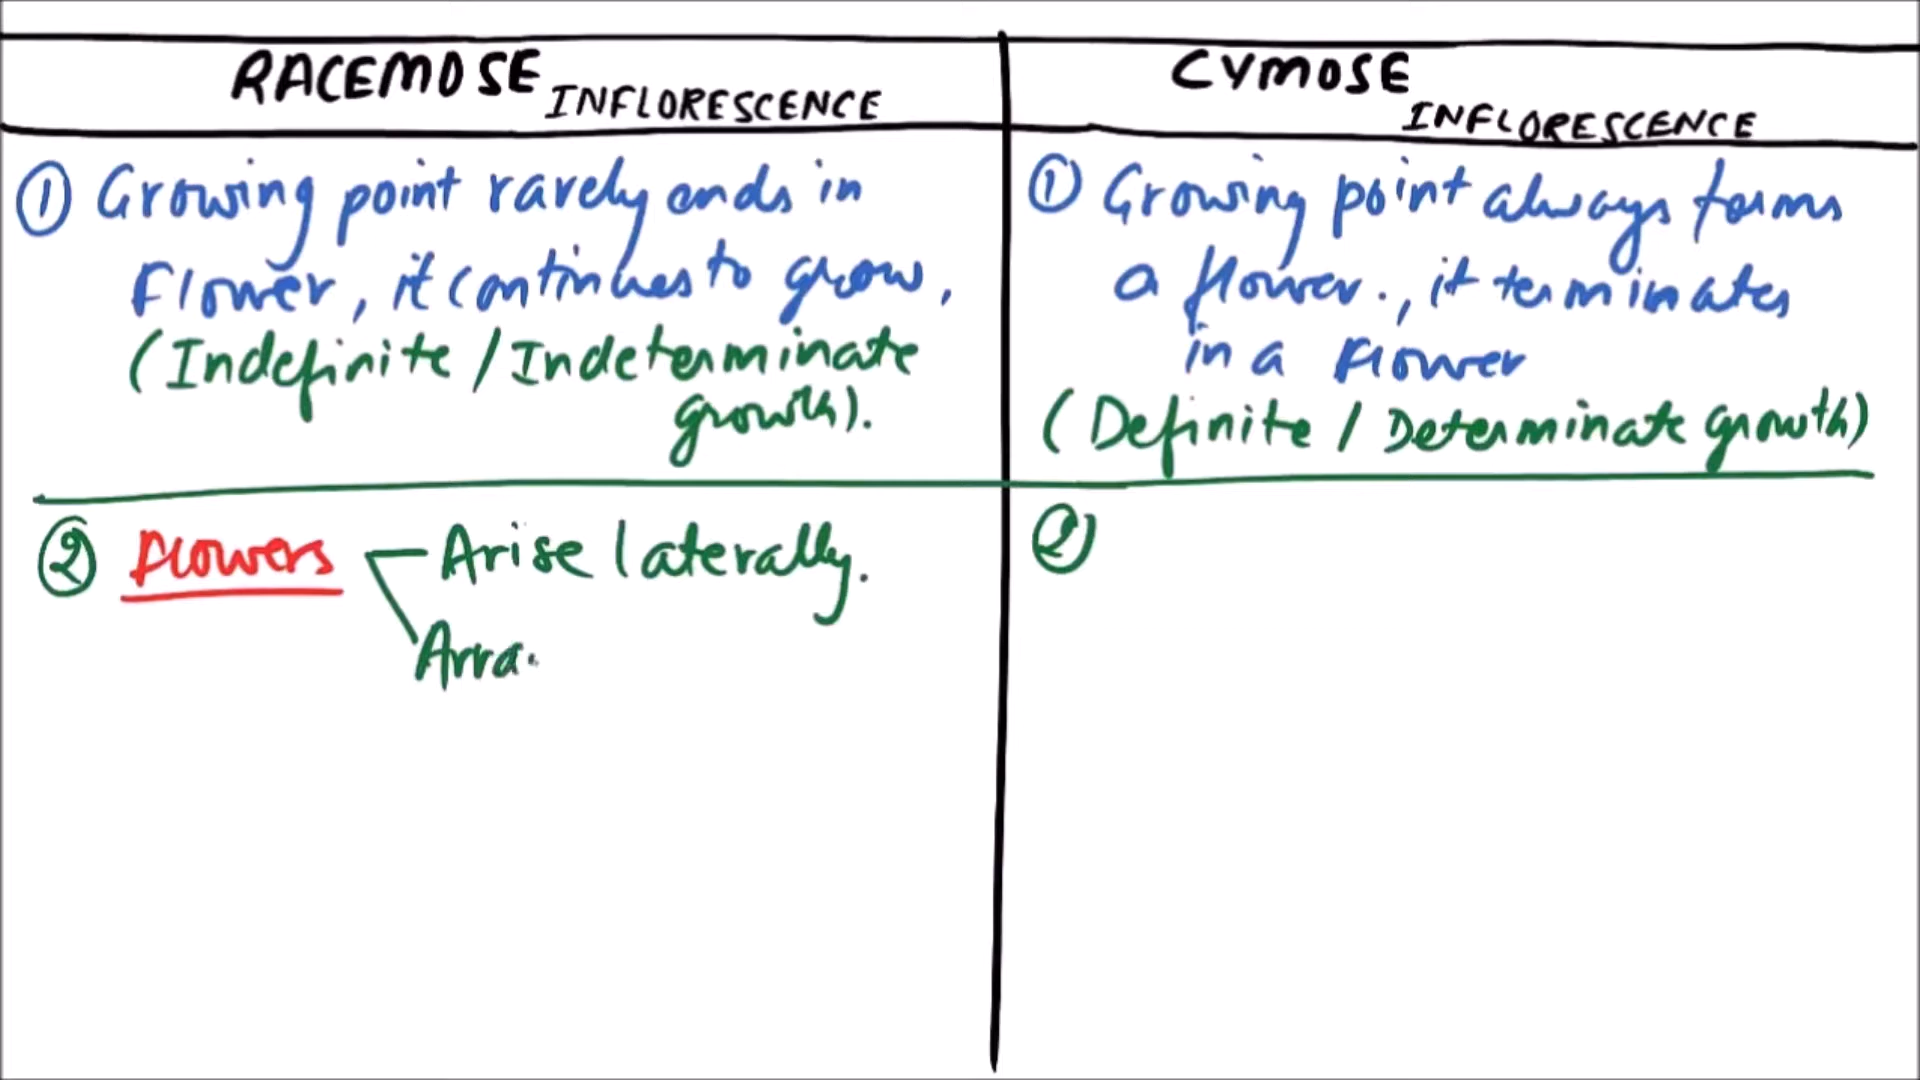 RACEMOSE INFLORESCENCE
① Growing point rarely ends in
Flower, it continues to grow,
(Indefinite / Indeterminate
growth).
② Flowers — Arise laterally.
Arra.
CYMOSE INFLORESCENCE
① Growing point always forms
a flower., it terminates
in a Flower
(Definite / Determinate growth)
②